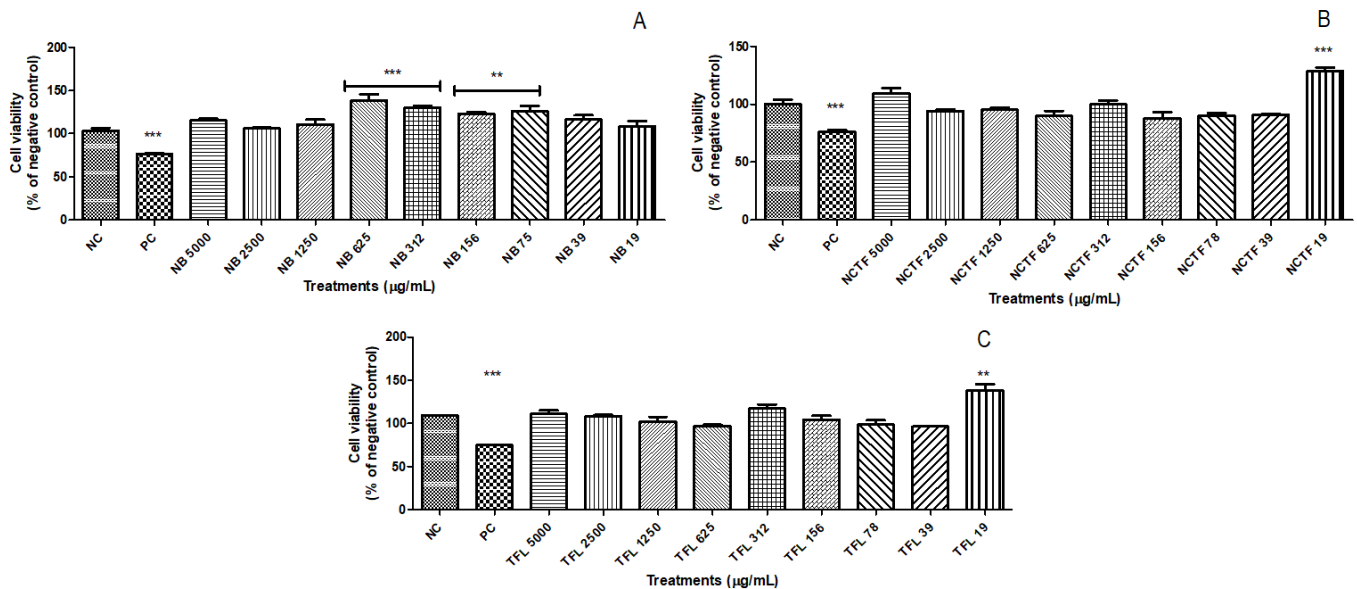 A
Cell viability
(% of negative control)
200
150
100
50
0
***
***
**
NC
PC
NB 5000
NB 2500
NB 1250
NB 625
NB 312
NB 156
NB 75
NB 39
NB 19
Treatments (µg/mL)
B
Cell viability
(% of negative control)
150
100
50
0
***
***
NC
PC
NCTF 5000
NCTF 2500
NCTF 1250
NCTF 625
NCTF 312
NCTF 156
NCTF 78
NCTF 39
NCTF 19
Treatments (µg/mL)
C
Cell viability
(% of negative control)
200
150
100
50
0
***
**
NC
PC
TFL 5000
TFL 2500
TFL 1250
TFL 625
TFL 312
TFL 156
TFL 78
TFL 39
TFL 19
Treatments (µg/mL)